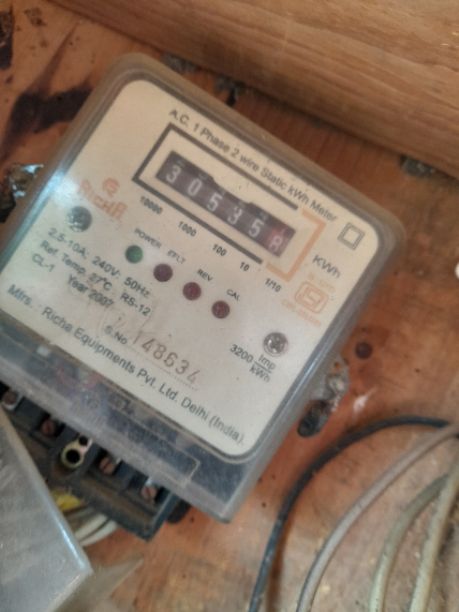 A.C. 1 Phase 2 wire Static kWh Meter
RICHA
30535
KWh
10000 1000 100 10 1/10
POWER EFLT REV CAL
2.5-10A: 240V: 50Hz
Ref. Temp. 27°C RS-12
CL-1 Year 2007
S.No. 148634
3200 Imp
kWh
Mfrs. : Richa Equipments Pvt. Ltd. Delhi (India).